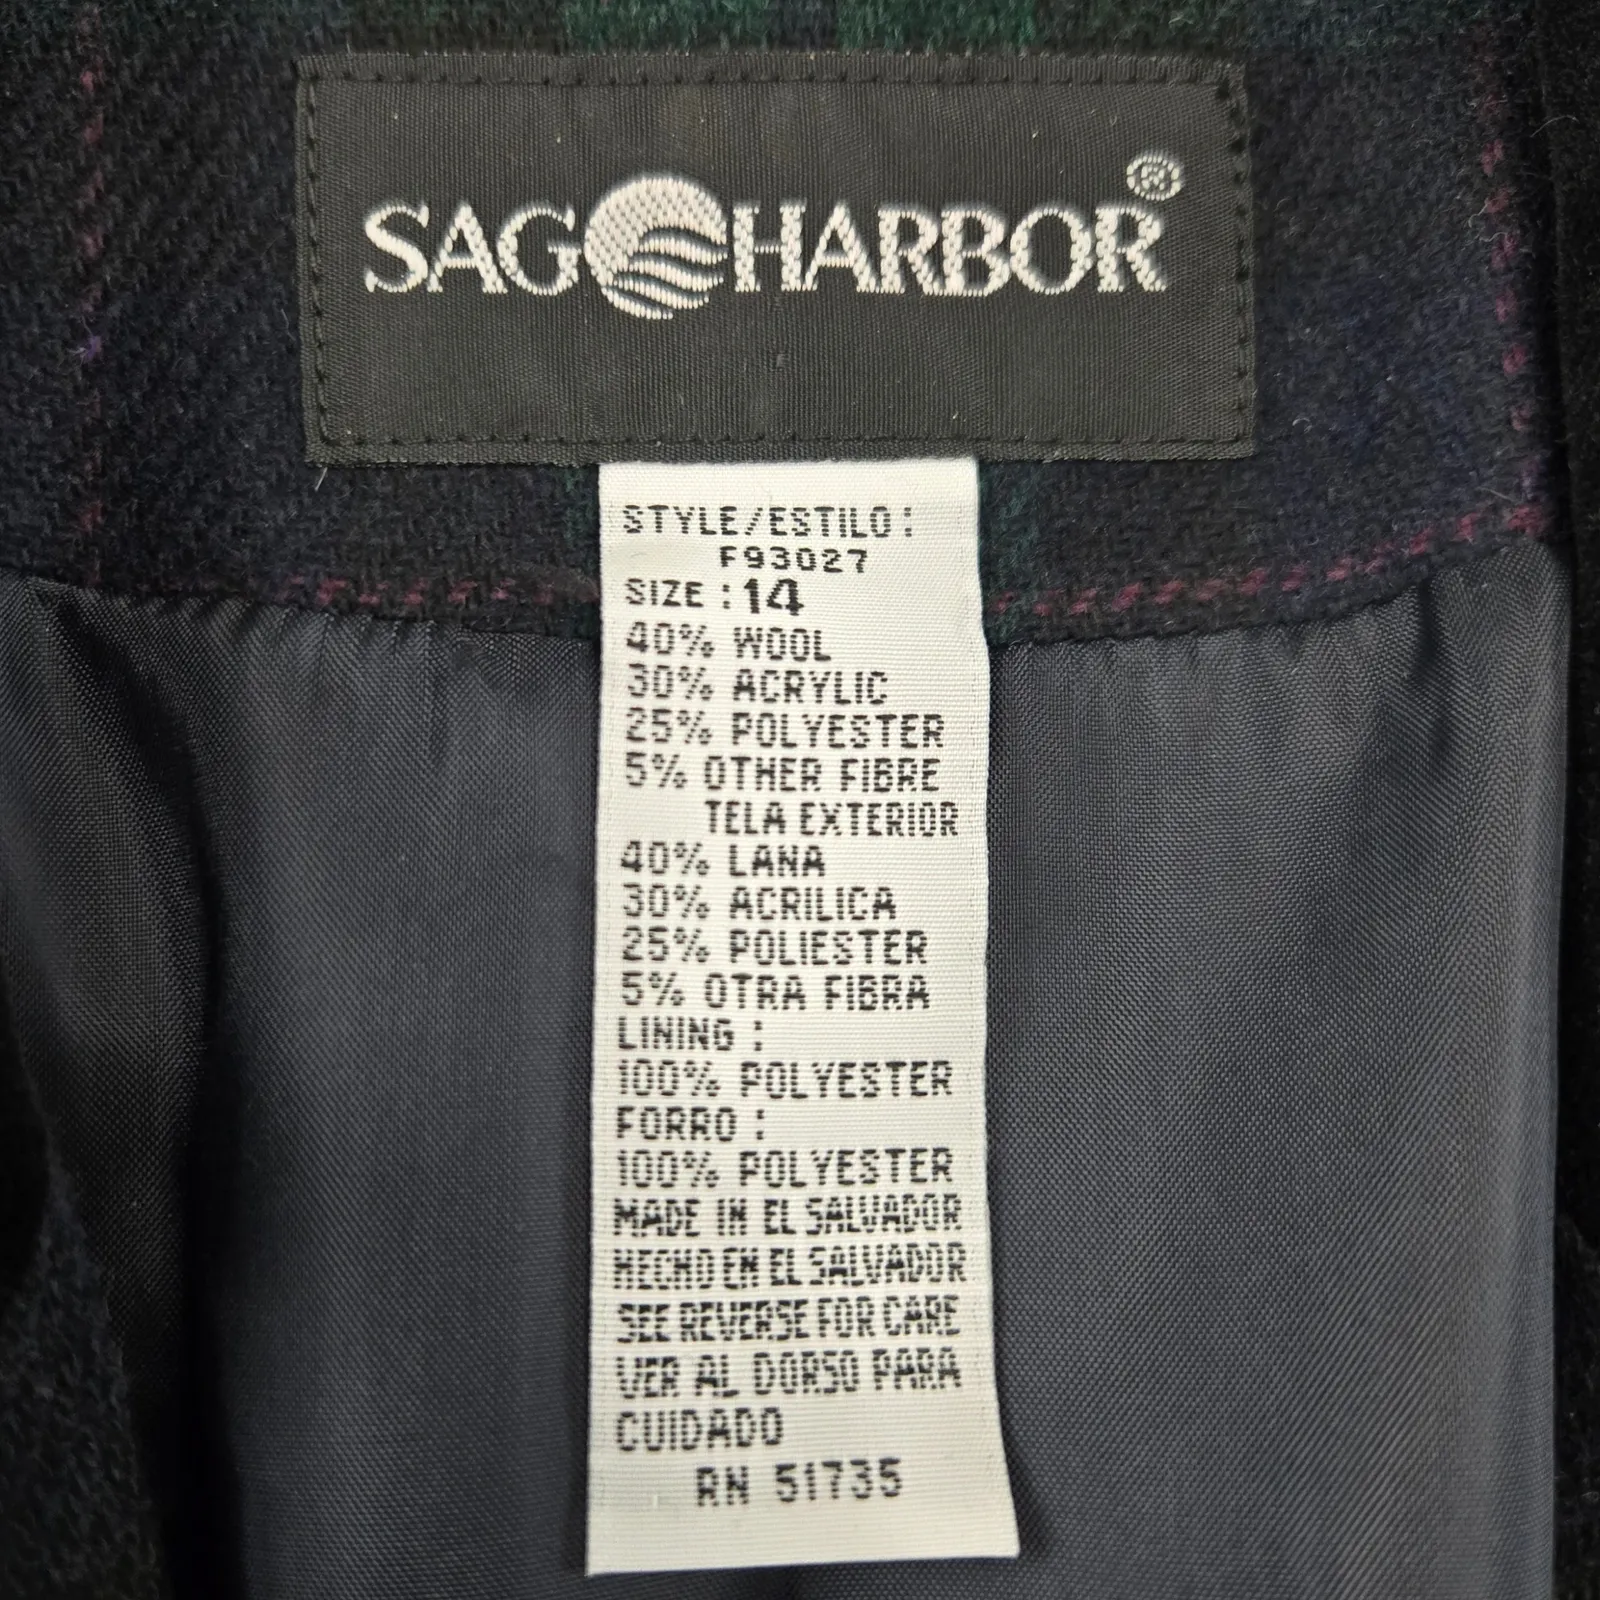 SAG HARBOR®
STYLE/ESTILO:
F93027
SIZE: 14
40% WOOL
30% ACRYLIC
25% POLYESTER
5% OTHER FIBRE
TELA EXTERIOR
40% LANA
30% ACRILICA
25% POLIESTER
5% OTRA FIBRA
LINING:
100% POLYESTER
FORRO:
100% POLYESTER
MADE IN EL SALVADOR
HECHO EN EL SALVADOR
SEE REVERSE FOR CARE
VER AL DORSO PARA
CUIDADO
RN 51735